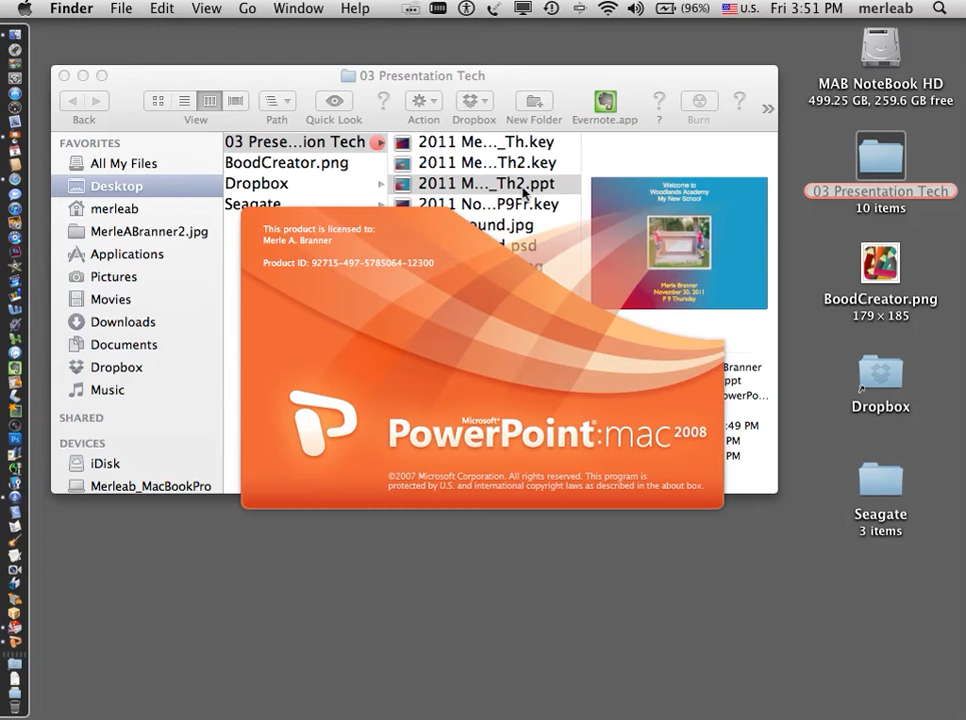 Finder File Edit View Go Window Help (96%) U.S. Fri 3:51 PM merleab
03 Presentation Tech
Back View Path Quick Look Action Dropbox New Folder Evernote.app ? Burn
FAVORITES
All My Files
Desktop
merleab
MerleABranner2.jpg
Applications
Pictures
Movies
Downloads
Documents
Dropbox
Music
SHARED
DEVICES
iDisk
Merleab_MacBookPro
03 Prese...ion Tech
BoodCreator.png
Dropbox
Seagate
2011 Me..._Th.key
2011 Me..._Th2.key
2011 M..._Th2.ppt
2011 No...P9Fr.key
ound.jpg
d.psd
Welcome to
Woodlands Academy
My New School
Merle Branner
November 20, 2011
P 9 Thursday
Branner
ppt
owerPo...
:49 PM
PM
PM
This product is licensed to:
Merle A. Branner
Product ID: 92715-497-5785064-12300
Microsoft®
PowerPoint:mac 2008
©2007 Microsoft Corporation. All rights reserved. This program is
protected by U.S. and international copyright laws as described in the about box.
MAB NoteBook HD
499.25 GB, 259.6 GB free
03 Presentation Tech
10 items
BoodCreator.png
179 × 185
Dropbox
Seagate
3 items